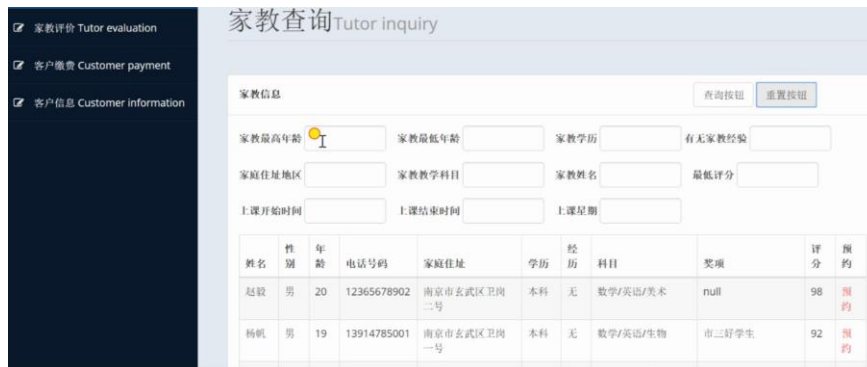 家教评价 Tutor evaluation
客户缴费 Customer payment
客户信息 Customer information
家教查询Tutor inquiry
家教信息 查询按钮 重置按钮
家教最高年龄 家教最低年龄 家教学历 有无家教经验
家庭住址地区 家教教学科目 家教姓名 最低评分
上课开始时间 上课结束时间 上课星期
姓名 性别 年龄 电话号码 家庭住址 学历 经历 科目 奖项 评分 预约
赵毅 男 20 12365678902 南京市玄武区卫岗二号 本科 无 数学/英语/美术 null 98 预约
杨帆 男 19 13914785001 南京市玄武区卫岗一号 本科 无 数学/英语/生物 市三好学生 92 预约